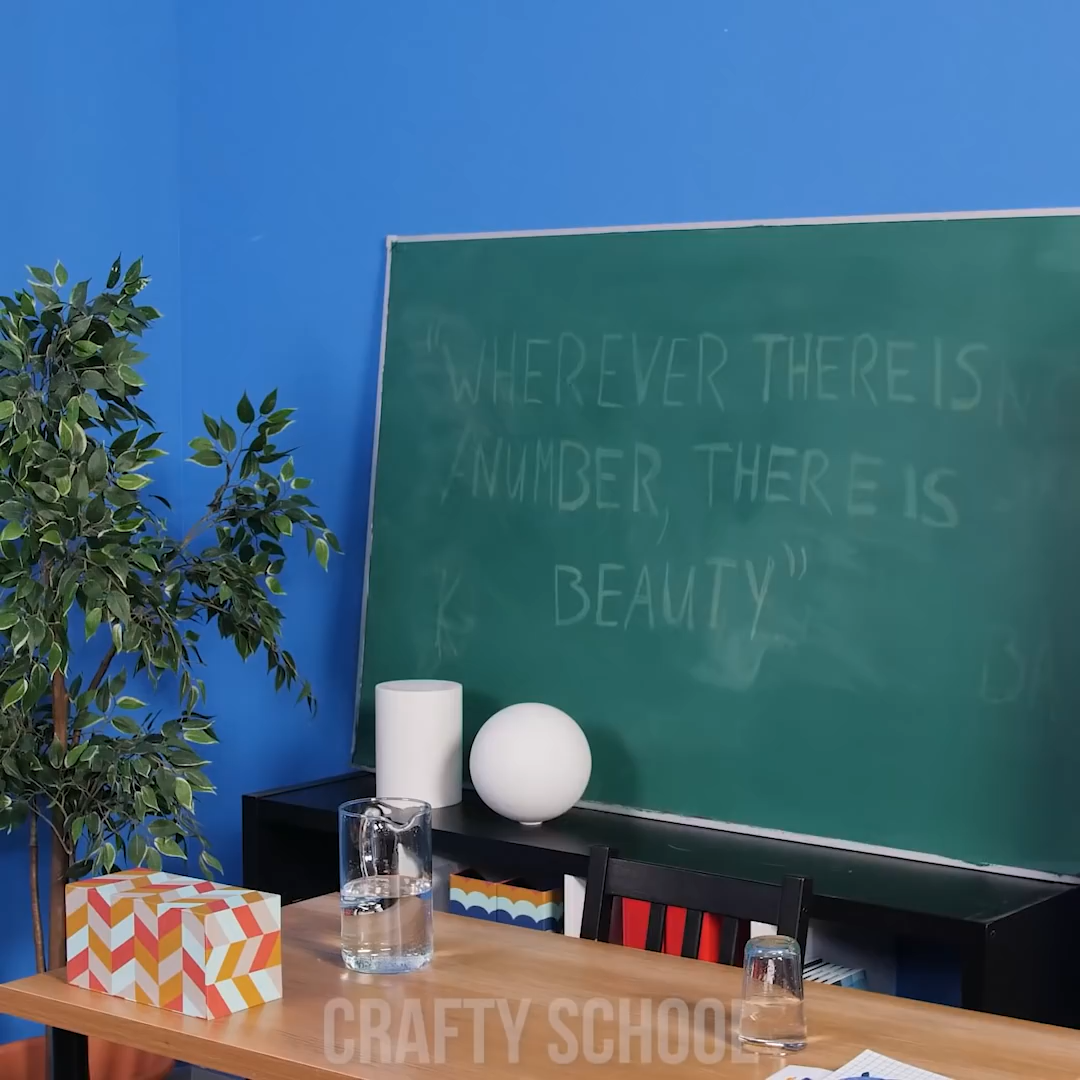 "WHEREVER THERE IS
NUMBER, THERE IS
BEAUTY"
CRAFTY SCHOOL